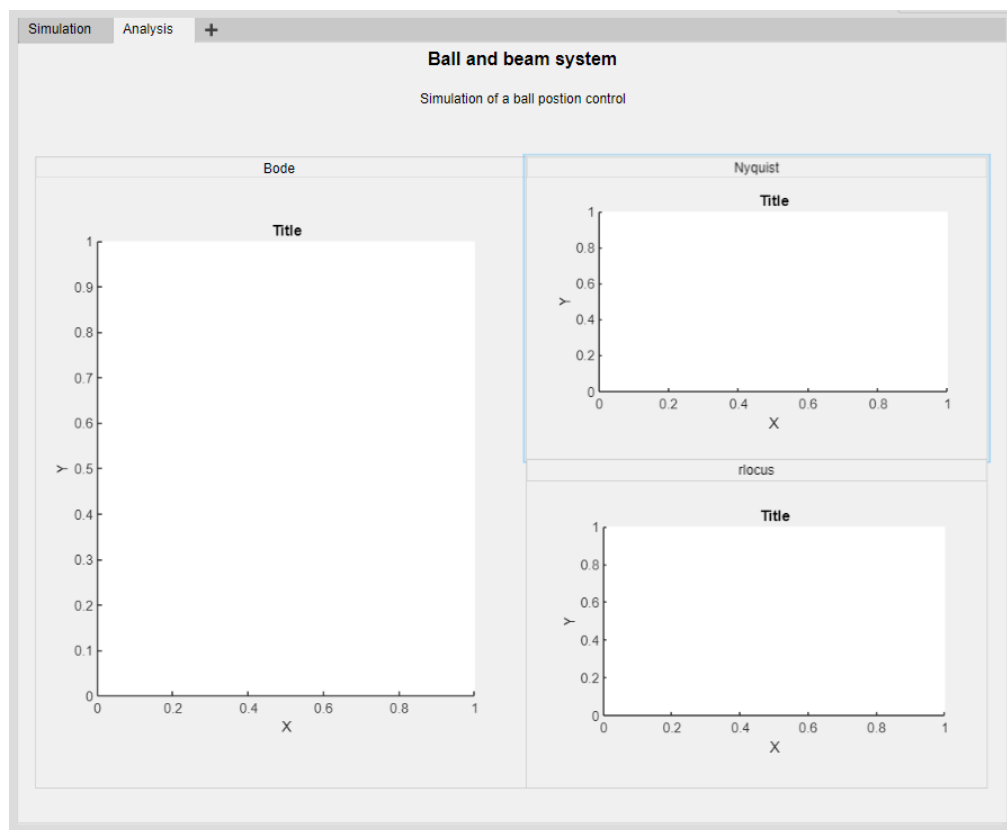 Simulation Analysis +
Ball and beam system
Simulation of a ball postion control
Bode
Title
1
0.9
0.8
0.7
0.6
0.5
0.4
0.3
0.2
0.1
0
Y
0 0.2 0.4 0.6 0.8 1
X
Nyquist
Title
1
0.8
0.6
0.4
0.2
0
Y
0 0.2 0.4 0.6 0.8 1
X
rlocus
Title
1
0.8
0.6
0.4
0.2
0
Y
0 0.2 0.4 0.6 0.8 1
X